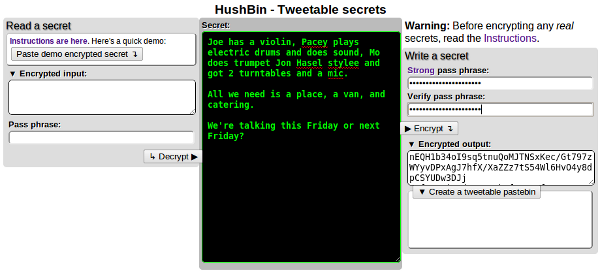 HushBin - Tweetable secrets
Read a secret
Instructions are here. Here's a quick demo:
Paste demo encrypted secret ↴
▼ Encrypted input:
Pass phrase:
↳ Decrypt ▶
Secret:
Joe has a violin, Pacey plays
electric drums and does sound, Mo
does trumpet Jon Hasel stylee and
got 2 turntables and a mic.
All we need is a place, a van, and
catering.
We're talking this Friday or next
Friday?
Warning: Before encrypting any real
secrets, read the Instructions.
Write a secret
Strong pass phrase:
Verify pass phrase:
▶ Encrypt ↴
▼ Encrypted output:
nEQH1b34oI9sq5tnuQoMJTNSxKec/Gt797z
WYyvDPxAgJ7hfX/XaZZz7tS54Wl6HvO4y8d
pCSYUDw3DJj
▼ Create a tweetable pastebin